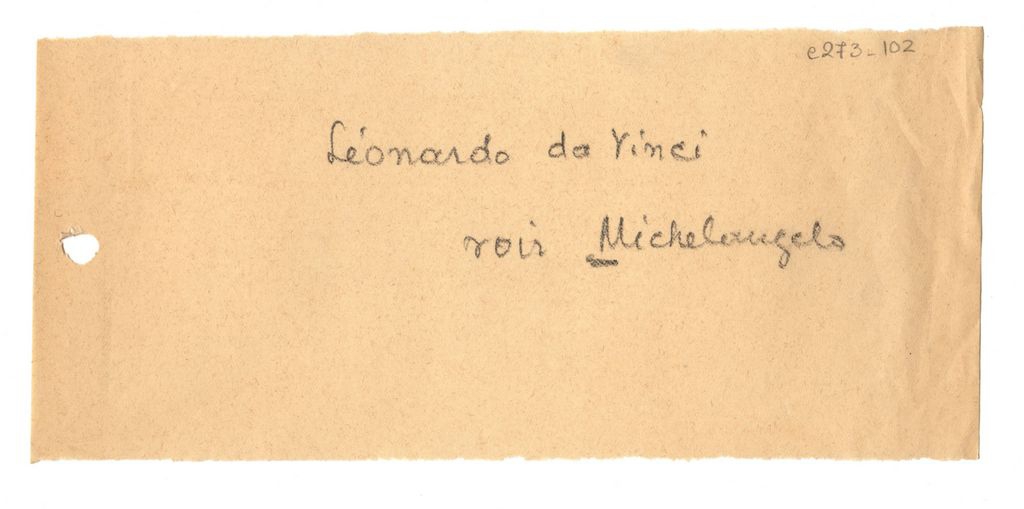 e273-102
Léonardo da Vinci
voir Michelangelo